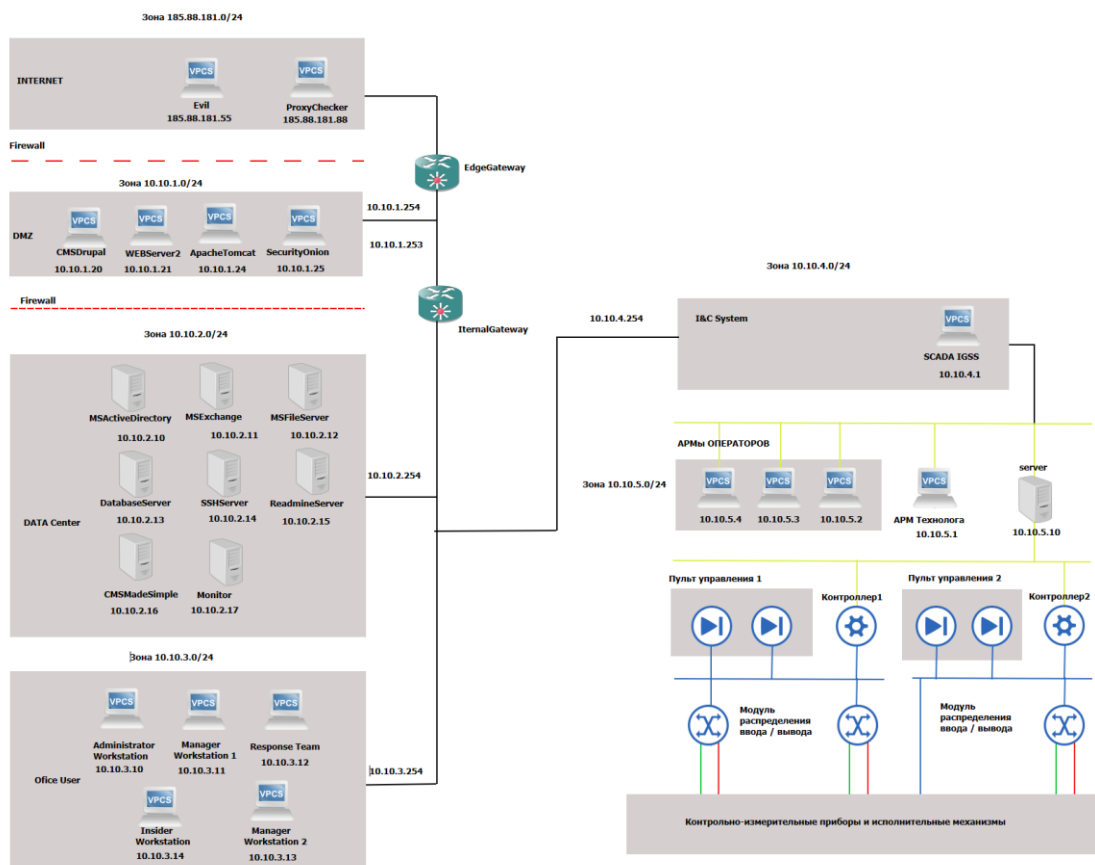 Зона 185.88.181.0/24
INTERNET
VPCS
VPCS
Evil
185.88.181.55
ProxyChecker
185.88.181.88
Firewall
EdgeGateway
Зона 10.10.1.0/24
10.10.1.254
DMZ
VPCS
VPCS
VPCS
VPCS
CMSDrupal
10.10.1.20
WEBServer2
10.10.1.21
ApacheTomcat
10.10.1.24
SecurityOnion
10.10.1.25
10.10.1.253
Firewall
IternalGateway
Зона 10.10.2.0/24
MSActiveDirectory
10.10.2.10
MSExchange
10.10.2.11
MSFileServer
10.10.2.12
10.10.2.254
DATA Center
DatabaseServer
10.10.2.13
SSHServer
10.10.2.14
ReadmineServer
10.10.2.15
CMSMadeSimple
10.10.2.16
Monitor
10.10.2.17
Зона 10.10.3.0/24
VPCS
VPCS
VPCS
Administrator
Workstation
10.10.3.10
Manager
Workstation 1
10.10.3.11
Response Team
10.10.3.12
10.10.3.254
Ofice User
VPCS
VPCS
Insider
Workstation
10.10.3.14
Manager
Workstation 2
10.10.3.13
Зона 10.10.4.0/24
10.10.4.254
I&C System
VPCS
SCADA IGSS
10.10.4.1
АРМы ОПЕРАТОРОВ
Зона 10.10.5.0/24
VPCS
VPCS
VPCS
VPCS
10.10.5.4
10.10.5.3
10.10.5.2
АРМ Технолога
10.10.5.1
server
10.10.5.10
Пульт управления 1
Контроллер1
Пульт управления 2
Контроллер2
Модуль
распределения
ввода / вывода
Модуль
распределения
ввода / вывода
Контрольно-измерительные приборы и исполнительные механизмы